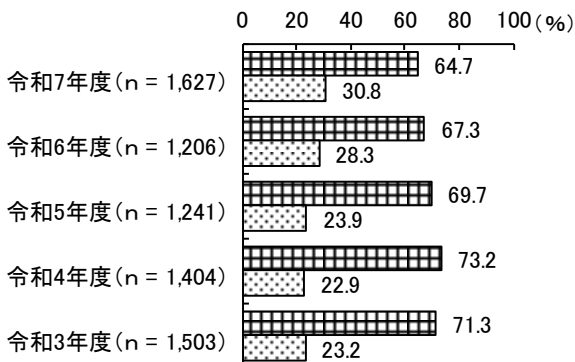 0 20 40 60 80 100(%)
令和7年度(n = 1,627) 64.7
30.8
令和6年度(n = 1,206) 67.3
28.3
令和5年度(n = 1,241) 69.7
23.9
令和4年度(n = 1,404) 73.2
22.9
令和3年度(n = 1,503) 71.3
23.2